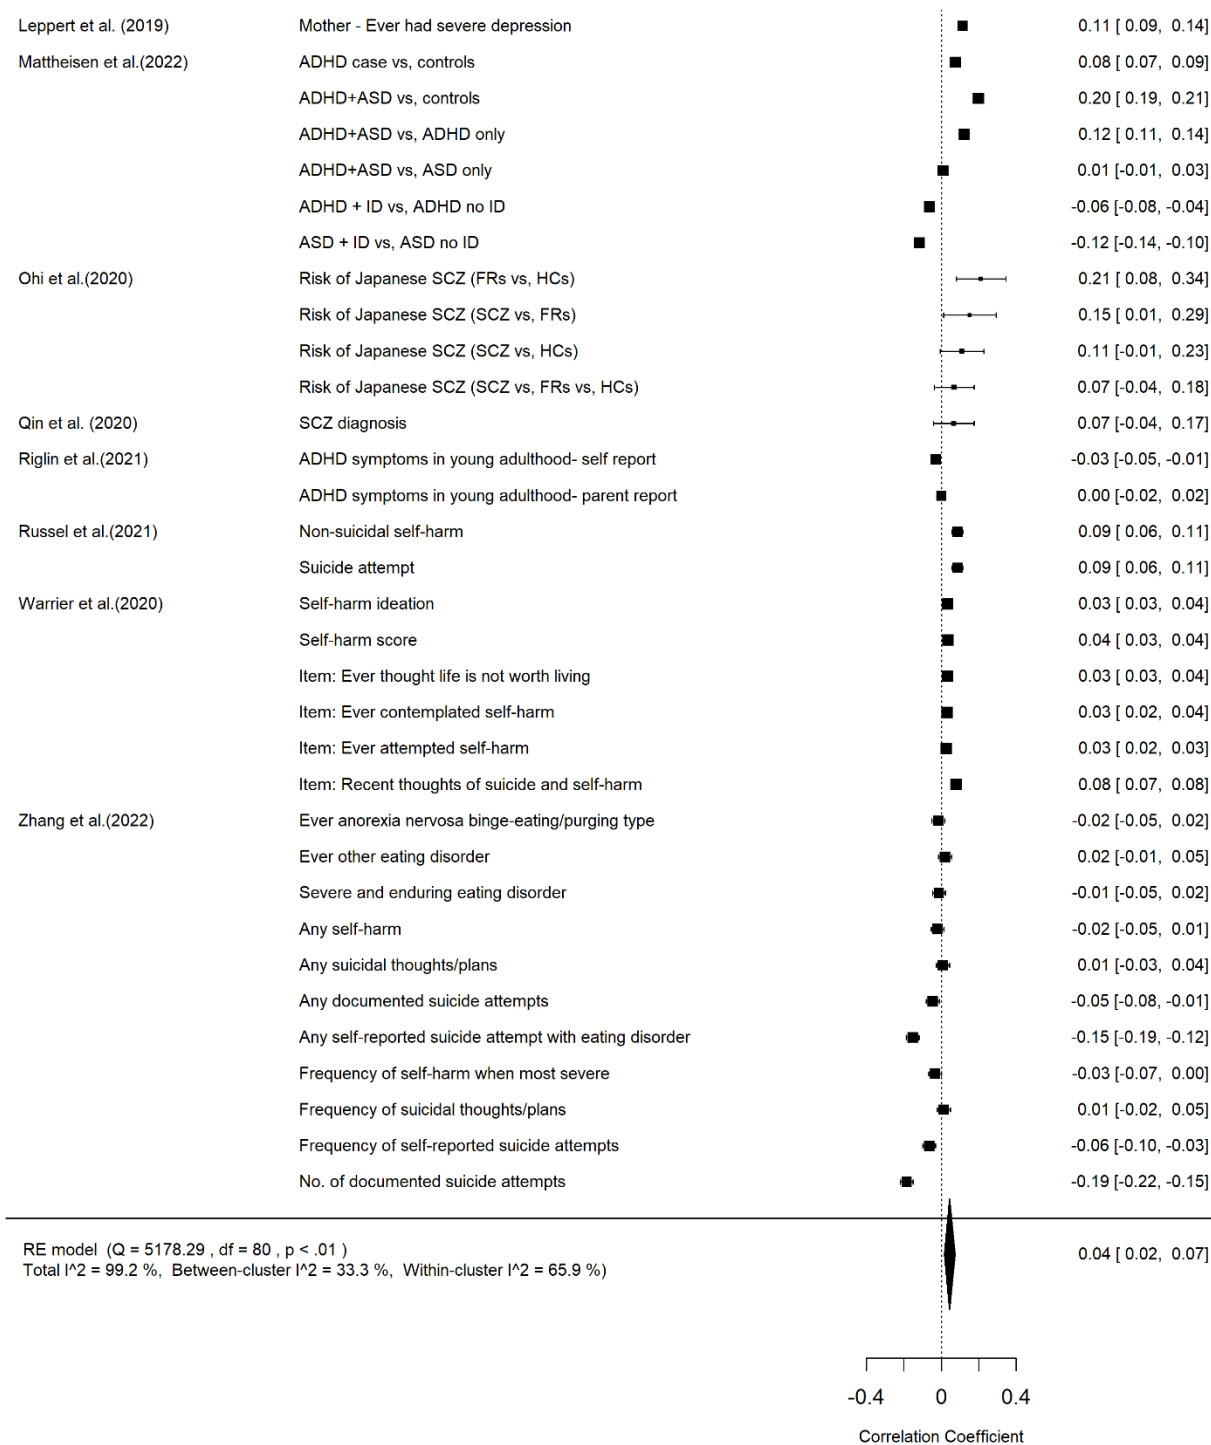 Leppert et al. (2019) Mother - Ever had severe depression 0.11 [ 0.09, 0.14]
Mattheisen et al.(2022) ADHD case vs, controls 0.08 [ 0.07, 0.09]
ADHD+ASD vs, controls 0.20 [ 0.19, 0.21]
ADHD+ASD vs, ADHD only 0.12 [ 0.11, 0.14]
ADHD+ASD vs, ASD only 0.01 [-0.01, 0.03]
ADHD + ID vs, ADHD no ID -0.06 [-0.08, -0.04]
ASD + ID vs, ASD no ID -0.12 [-0.14, -0.10]
Ohi et al.(2020) Risk of Japanese SCZ (FRs vs, HCs) 0.21 [ 0.08, 0.34]
Risk of Japanese SCZ (SCZ vs, FRs) 0.15 [ 0.01, 0.29]
Risk of Japanese SCZ (SCZ vs, HCs) 0.11 [-0.01, 0.23]
Risk of Japanese SCZ (SCZ vs, FRs vs, HCs) 0.07 [-0.04, 0.18]
Qin et al. (2020) SCZ diagnosis 0.07 [-0.04, 0.17]
Riglin et al.(2021) ADHD symptoms in young adulthood- self report -0.03 [-0.05, -0.01]
ADHD symptoms in young adulthood- parent report 0.00 [-0.02, 0.02]
Russel et al.(2021) Non-suicidal self-harm 0.09 [ 0.06, 0.11]
Suicide attempt 0.09 [ 0.06, 0.11]
Warrier et al.(2020) Self-harm ideation 0.03 [ 0.03, 0.04]
Self-harm score 0.04 [ 0.03, 0.04]
Item: Ever thought life is not worth living 0.03 [ 0.03, 0.04]
Item: Ever contemplated self-harm 0.03 [ 0.02, 0.04]
Item: Ever attempted self-harm 0.03 [ 0.02, 0.03]
Item: Recent thoughts of suicide and self-harm 0.08 [ 0.07, 0.08]
Zhang et al.(2022) Ever anorexia nervosa binge-eating/purging type -0.02 [-0.05, 0.02]
Ever other eating disorder 0.02 [-0.01, 0.05]
Severe and enduring eating disorder -0.01 [-0.05, 0.02]
Any self-harm -0.02 [-0.05, 0.01]
Any suicidal thoughts/plans 0.01 [-0.03, 0.04]
Any documented suicide attempts -0.05 [-0.08, -0.01]
Any self-reported suicide attempt with eating disorder -0.15 [-0.19, -0.12]
Frequency of self-harm when most severe -0.03 [-0.07, 0.00]
Frequency of suicidal thoughts/plans 0.01 [-0.02, 0.05]
Frequency of self-reported suicide attempts -0.06 [-0.10, -0.03]
No. of documented suicide attempts -0.19 [-0.22, -0.15]
RE model (Q = 5178.29 , df = 80 , p < .01 ) 0.04 [ 0.02, 0.07]
Total I^2 = 99.2 %, Between-cluster I^2 = 33.3 %, Within-cluster I^2 = 65.9 %)
-0.4 0 0.4
Correlation Coefficient